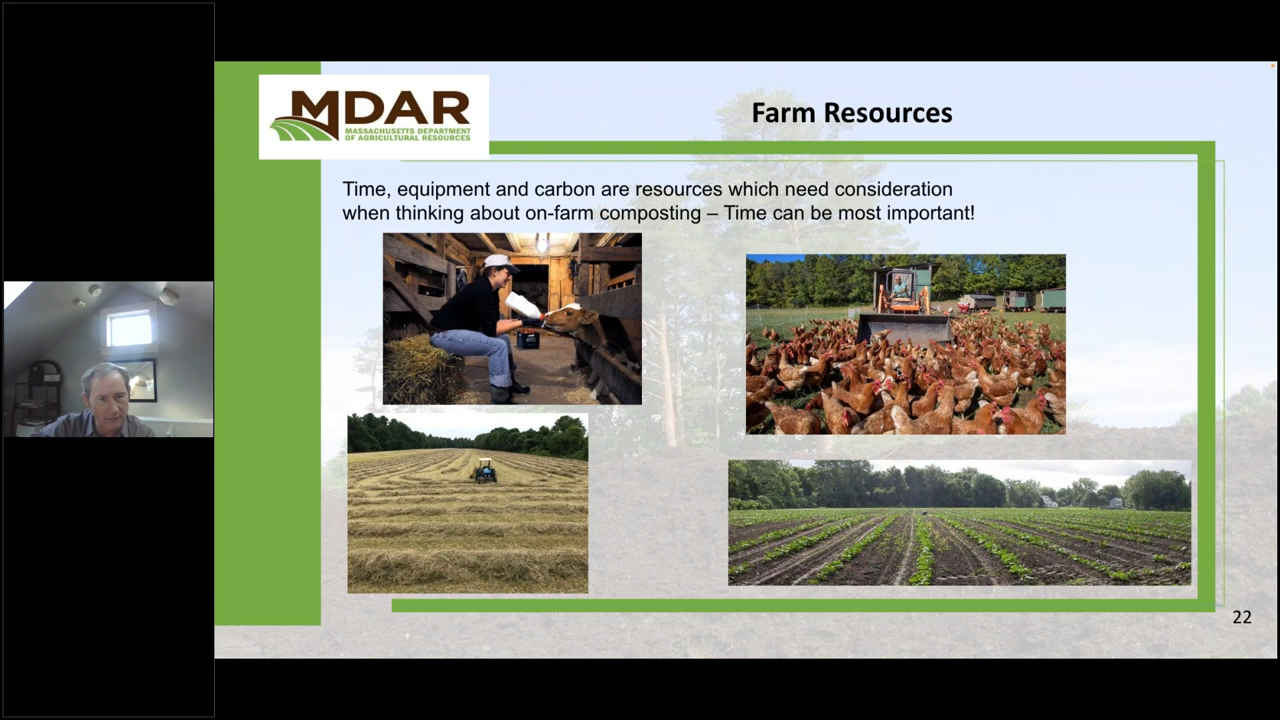 MDAR
MASSACHUSETTS DEPARTMENT
OF AGRICULTURAL RESOURCES
Farm Resources
Time, equipment and carbon are resources which need consideration
when thinking about on-farm composting – Time can be most important!
22